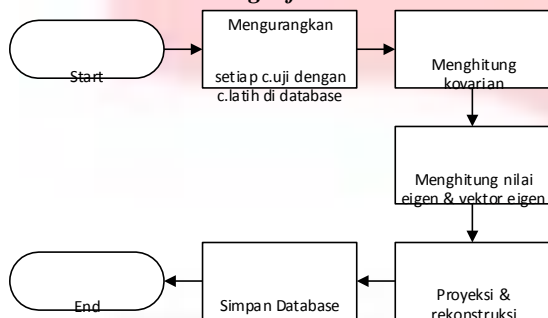 Start
Mengurangkan
setiap c.uji dengan
c.latih di database
Menghitung
kovarian
Menghitung nilai
eigen & vektor eigen
Proyeksi &
rekonstruksi
Simpan Database
End